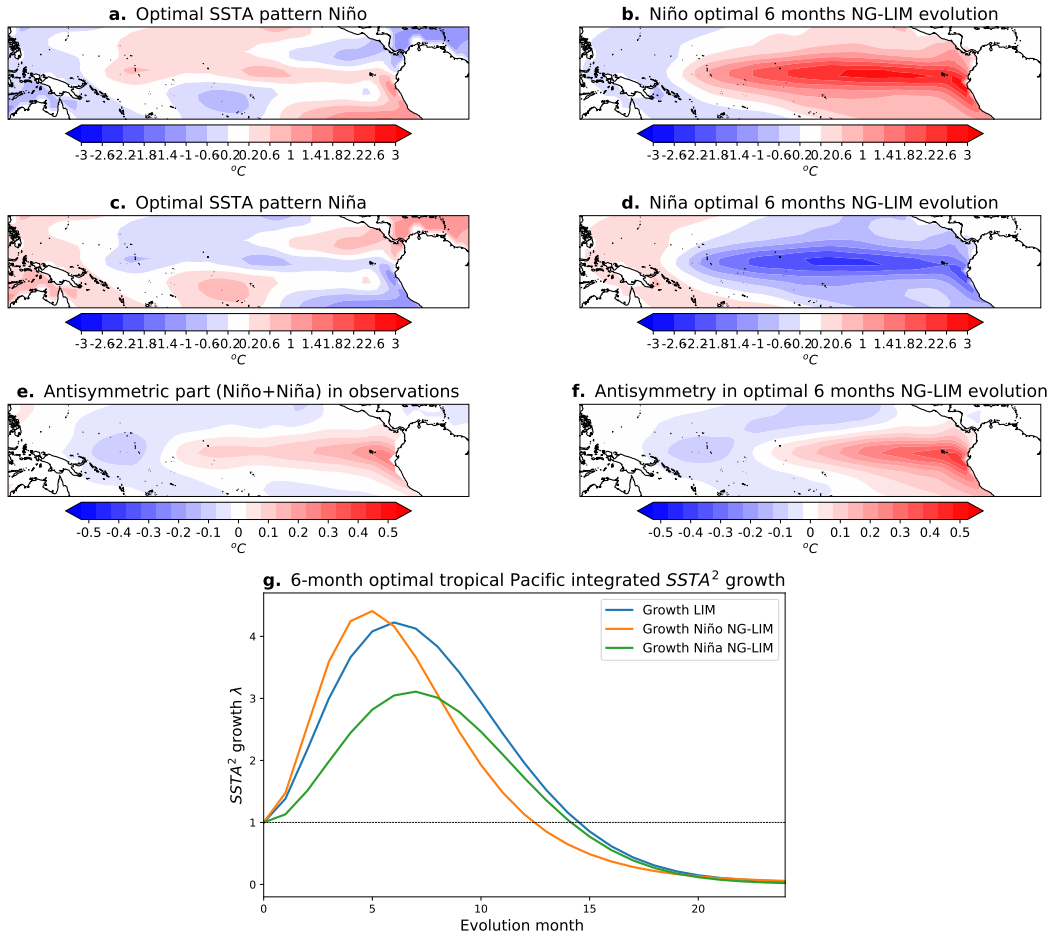 a. Optimal SSTA pattern Niño
b. Niño optimal 6 months NG-LIM evolution
-3 -2.6 2.2 1.8 1.4 -1 -0.6 0.2 0.2 0.6 1 1.4 1.8 2.2 2.6 3
°C
-3 -2.6 2.2 1.8 1.4 -1 -0.6 0.2 0.2 0.6 1 1.4 1.8 2.2 2.6 3
°C
c. Optimal SSTA pattern Niña
d. Niña optimal 6 months NG-LIM evolution
-3 -2.6 2.2 1.8 1.4 -1 -0.6 0.2 0.2 0.6 1 1.4 1.8 2.2 2.6 3
°C
-3 -2.6 2.2 1.8 1.4 -1 -0.6 0.2 0.2 0.6 1 1.4 1.8 2.2 2.6 3
°C
e. Antisymmetric part (Niño+Niña) in observations
f. Antisymmetry in optimal 6 months NG-LIM evolution
-0.5 -0.4 -0.3 -0.2 -0.1 0 0.1 0.2 0.3 0.4 0.5
°C
-0.5 -0.4 -0.3 -0.2 -0.1 0 0.1 0.2 0.3 0.4 0.5
°C
g. 6-month optimal tropical Pacific integrated SSTA² growth
Growth LIM
Growth Niño NG-LIM
Growth Niña NG-LIM
SSTA² growth λ
4
3
2
1
0
0 5 10 15 20
Evolution month